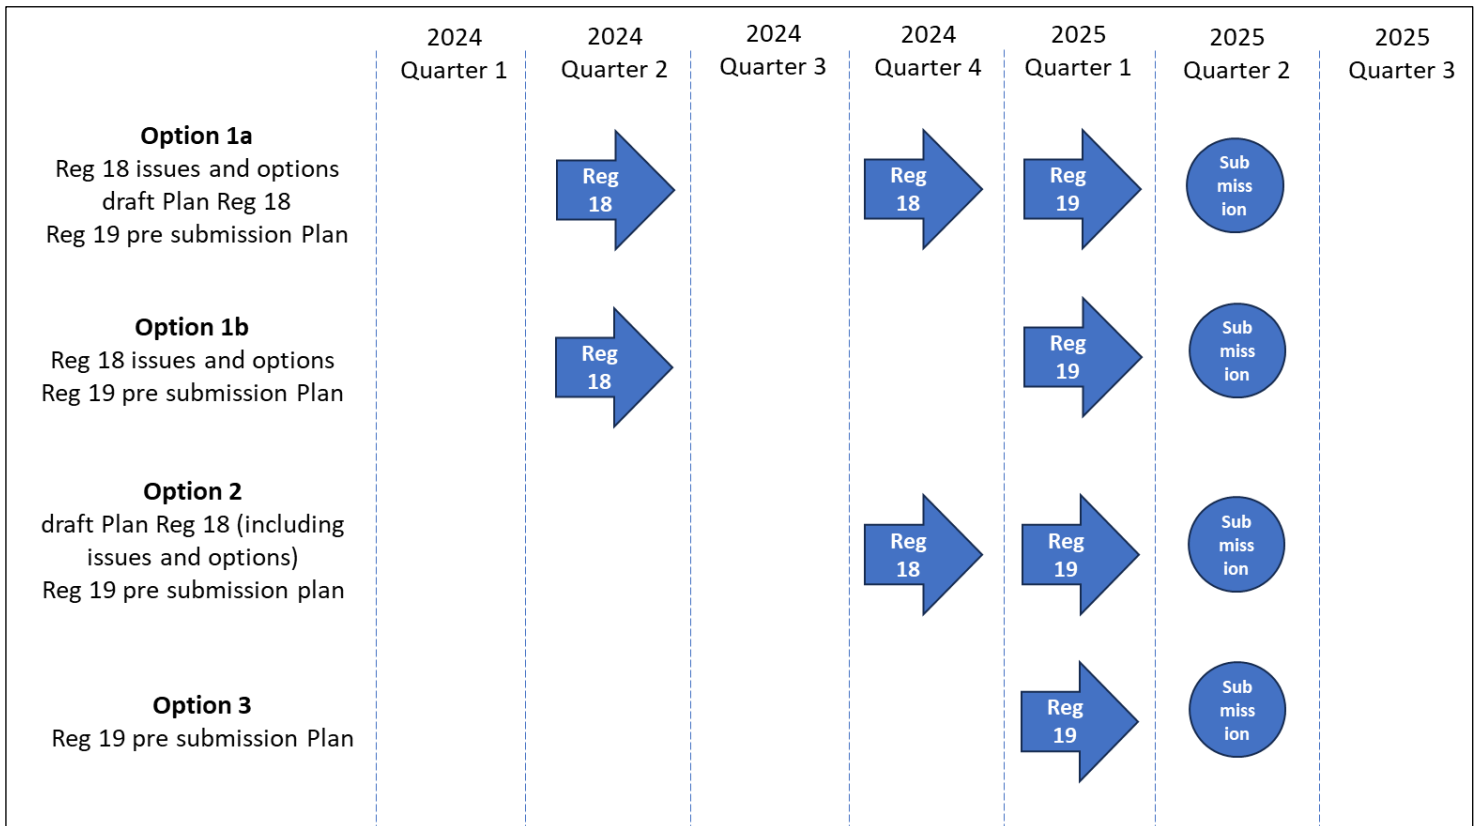 2024
Quarter 1
2024
Quarter 2
2024
Quarter 3
2024
Quarter 4
2025
Quarter 1
2025
Quarter 2
2025
Quarter 3
Option 1a
Reg 18 issues and options
draft Plan Reg 18
Reg 19 pre submission Plan
Reg
18
Reg
18
Reg
19
Sub
miss
ion
Option 1b
Reg 18 issues and options
Reg 19 pre submission Plan
Reg
18
Reg
19
Sub
miss
ion
Option 2
draft Plan Reg 18 (including
issues and options)
Reg 19 pre submission plan
Reg
18
Reg
19
Sub
miss
ion
Option 3
Reg 19 pre submission Plan
Reg
19
Sub
miss
ion